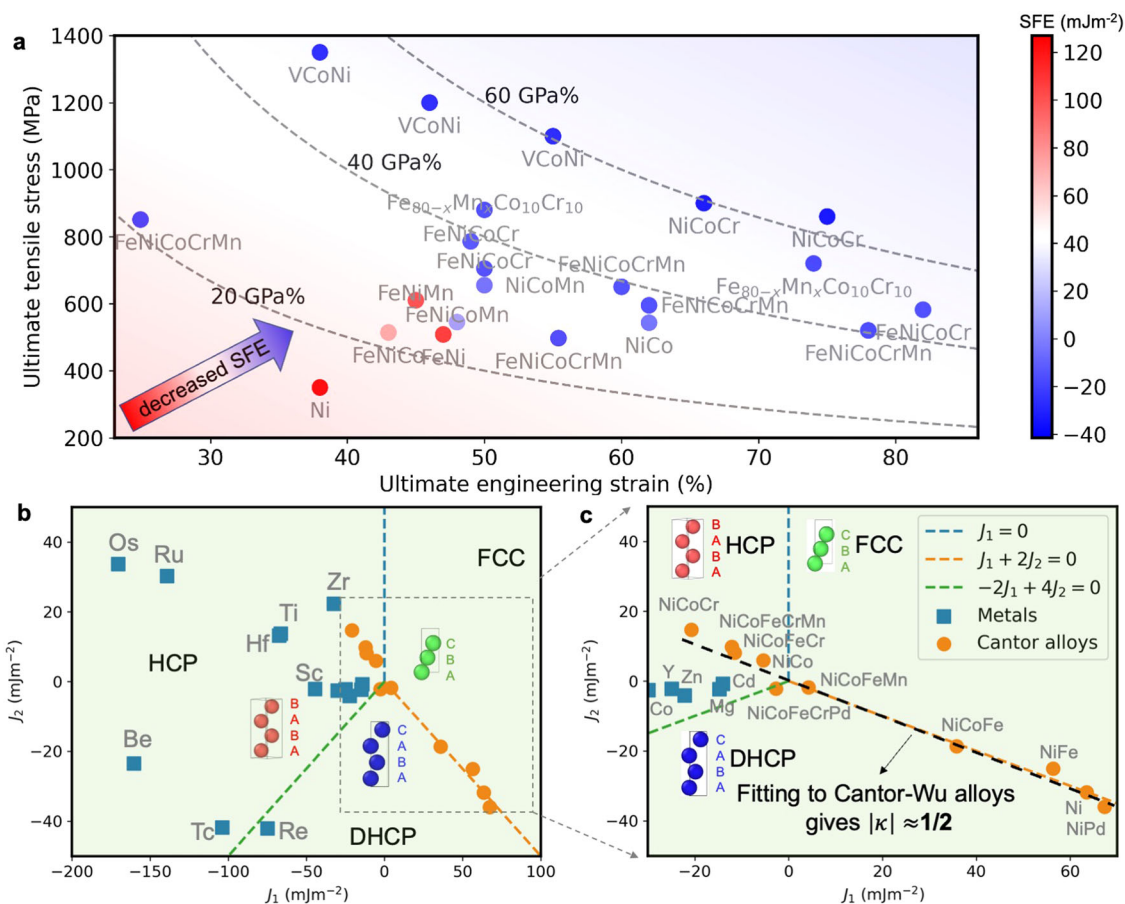 a
SFE (mJm⁻²)
Ultimate tensile stress (MPa)
1400
1200
1000
800
600
400
200
VCoNi
VCoNi
VCoNi
60 GPa%
40 GPa%
20 GPa%
Fe₈₀₋ₓMnₓCo₁₀Cr₁₀
FeNiCoCrMn
FeNiCoCr
NiCoCr
NiCoCr
FeNiCoCr
FeNiCoCrMn
FeNiMn
NiCoMn
Fe₈₀₋ₓMnₓCo₁₀Cr₁₀
FeNiCoMn
FeNiCoCrMn
FeNiCo
FeNi
FeNiCoCrMn
NiCo
FeNiCoCrMn
FeNiCoCr
Ni
decreased SFE
30
40
50
60
70
80
Ultimate engineering strain (%)
120
100
80
60
40
20
0
−20
−40
b
J₂ (mJm⁻²)
40
20
0
−20
−40
Os
Ru
Zr
FCC
Ti
Hf
HCP
Sc
C
B
A
B
A
B
A
C
A
B
A
Be
Tc
Re
DHCP
−200
−150
−100
−50
0
50
100
J₁ (mJm⁻²)
c
J₂ (mJm⁻²)
40
20
0
−20
−40
B
A
B
A
HCP
C
B
A
FCC
J₁ = 0
J₁ + 2J₂ = 0
−2J₁ + 4J₂ = 0
Metals
Cantor alloys
NiCoCr
NiCoFeCrMn
NiCoFeCr
NiCo
Y
Zn
Cd
Co
Mg
NiCoFeMn
NiCoFeCrPd
NiCoFe
NiFe
Ni
NiPd
C
A
B
A
DHCP
Fitting to Cantor-Wu alloys
gives |κ| ≈1/2
−20
0
20
40
60
J₁ (mJm⁻²)